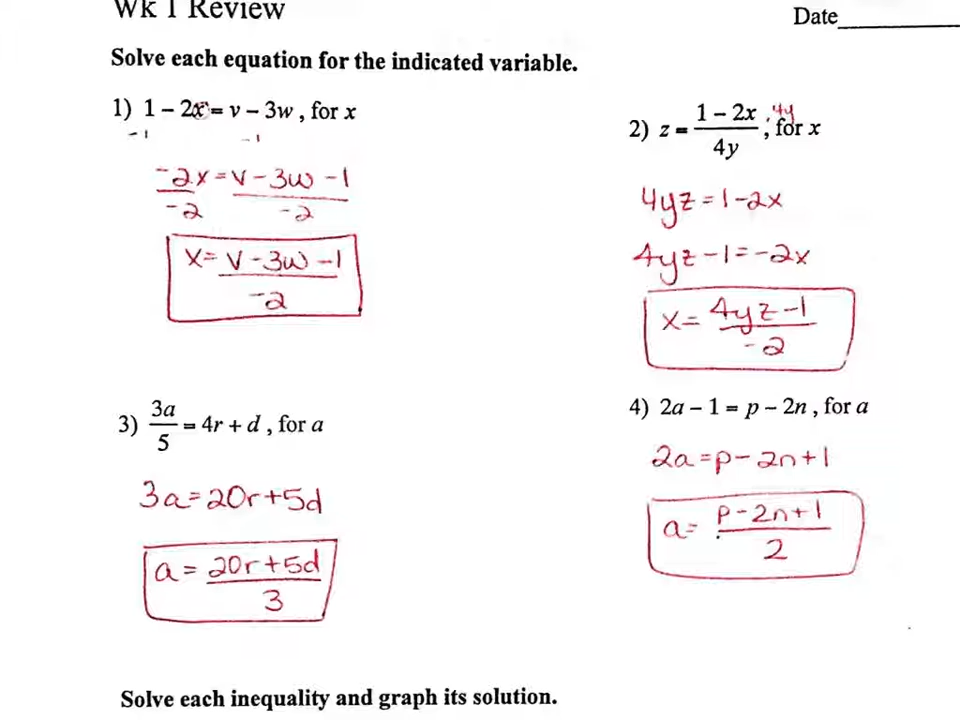 Wk 1 Review
Date
Solve each equation for the indicated variable.
1) 1 – 2x = v – 3w , for x
-1 -1
-2x = v - 3w - 1
-2 -2
x = v - 3w - 1
-2
2) z = 1 – 2x / 4y , for x
·4y
4yz = 1 - 2x
4yz - 1 = -2x
x = 4yz - 1
-2
3) 3a / 5 = 4r + d , for a
3a = 20r + 5d
a = 20r + 5d
3
4) 2a – 1 = p – 2n , for a
2a = p - 2n + 1
a = p - 2n + 1
2
Solve each inequality and graph its solution.